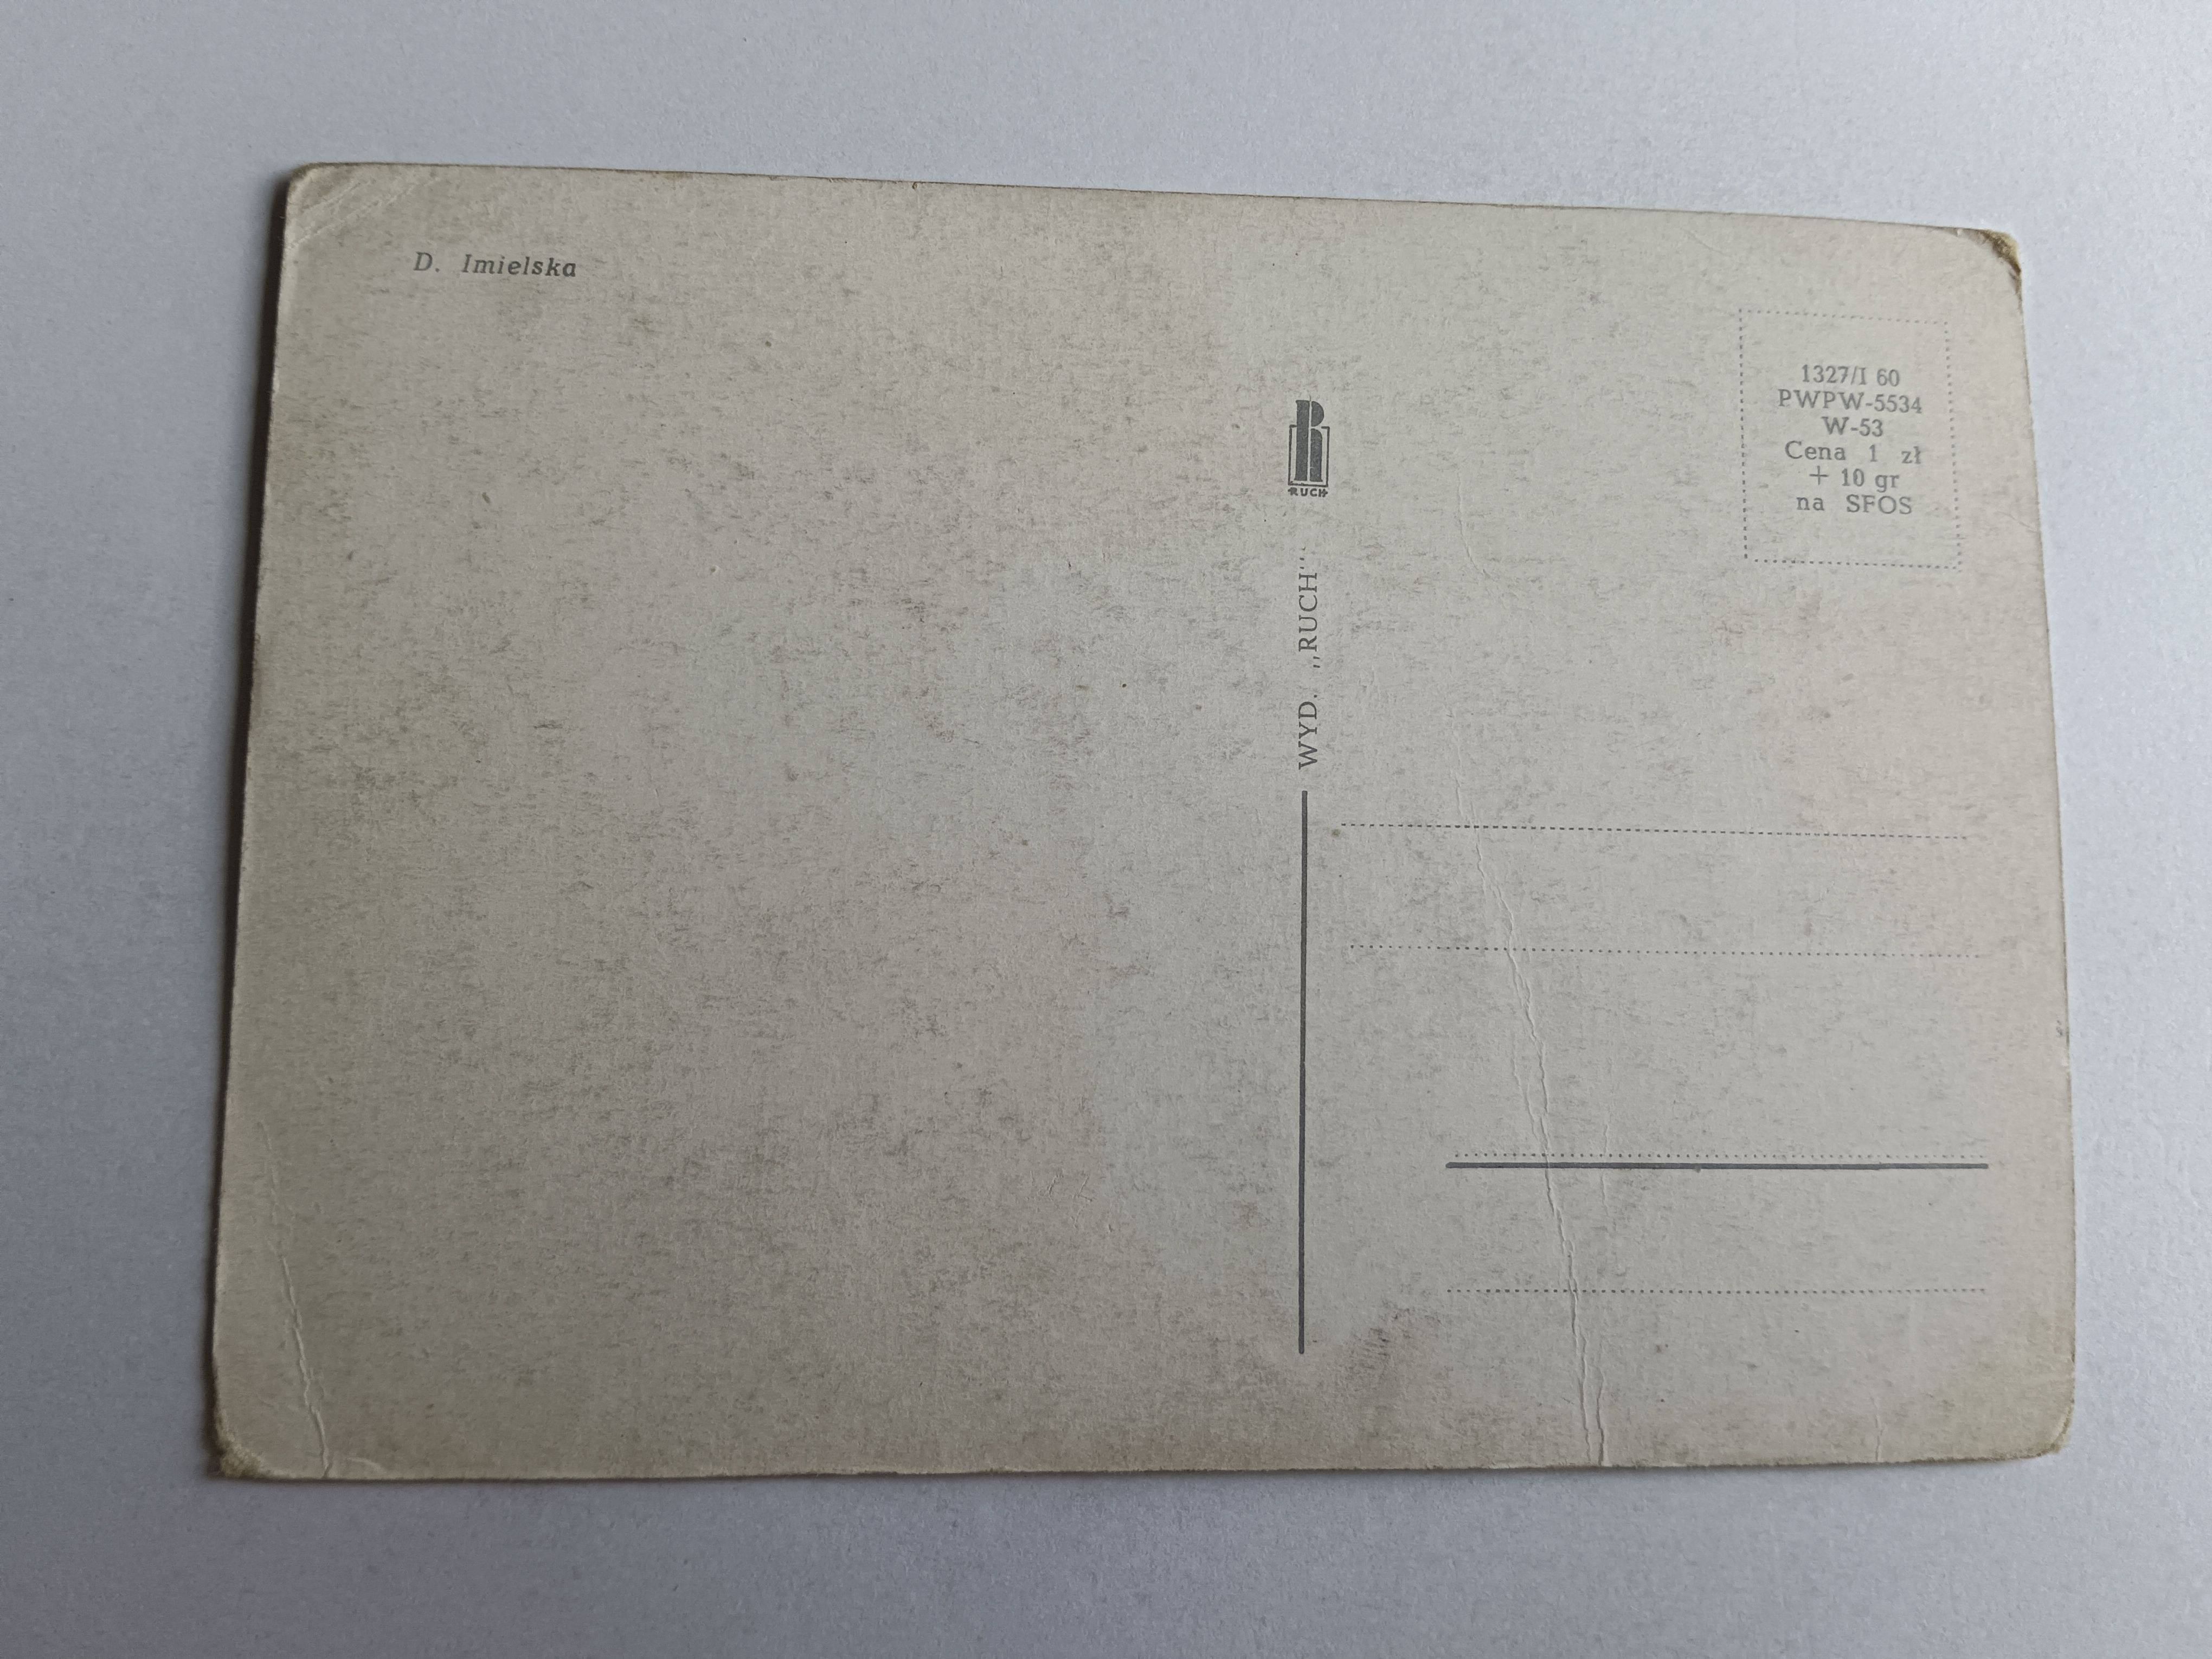 D. Imielska
RUCH
WYD. „RUCH"
1327/I 60
PWPW-5534
W-53
Cena 1 zł
+ 10 gr
na SFOS